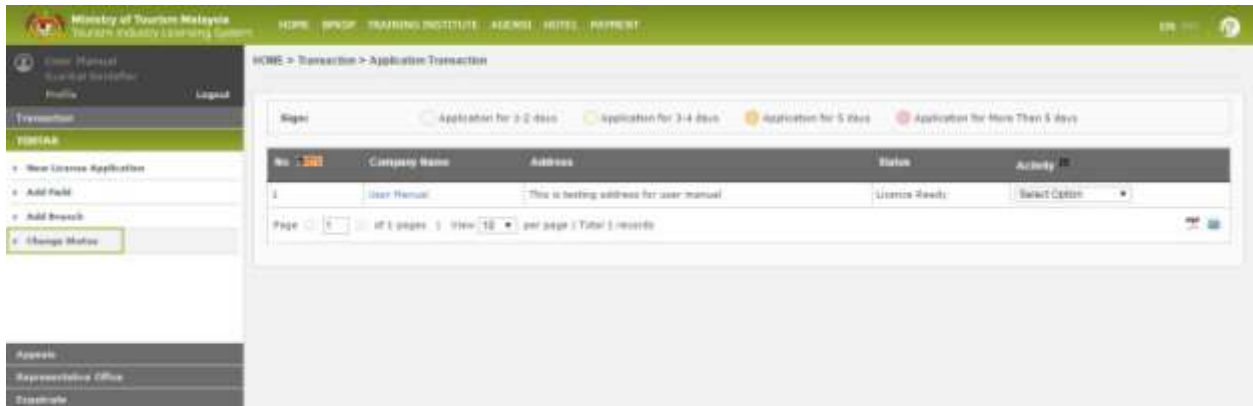 Ministry of Tourism Malaysia
Tourism Industry Licensing System
HOME BPKSP TRAINING INSTITUTE AGENSI HOTEL PAYMENT
EN
User Manual
Profile Logout
HOME > Transaction > Application Transaction
Transaction
TOBTAB
New License Application
Add Field
Add Branch
Change Status
Appeals
Representative Office
Expatriate
Signs: Application for 1-2 days Application for 3-4 days Application for 5 days Application for More Than 5 days
No Company Name Address Status Activity
1 User Manual This is testing address for user manual Licence Ready Select Option
Page 1 of 1 pages | View 10 per page | Total 1 records